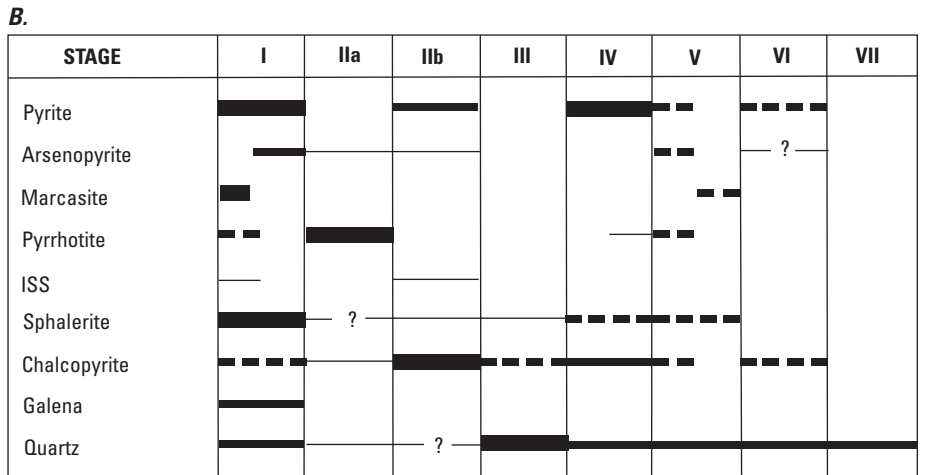 B.
STAGE I IIa IIb III IV V VI VII
Pyrite
Arsenopyrite ?
Marcasite
Pyrrhotite
ISS
Sphalerite ?
Chalcopyrite
Galena
Quartz ?